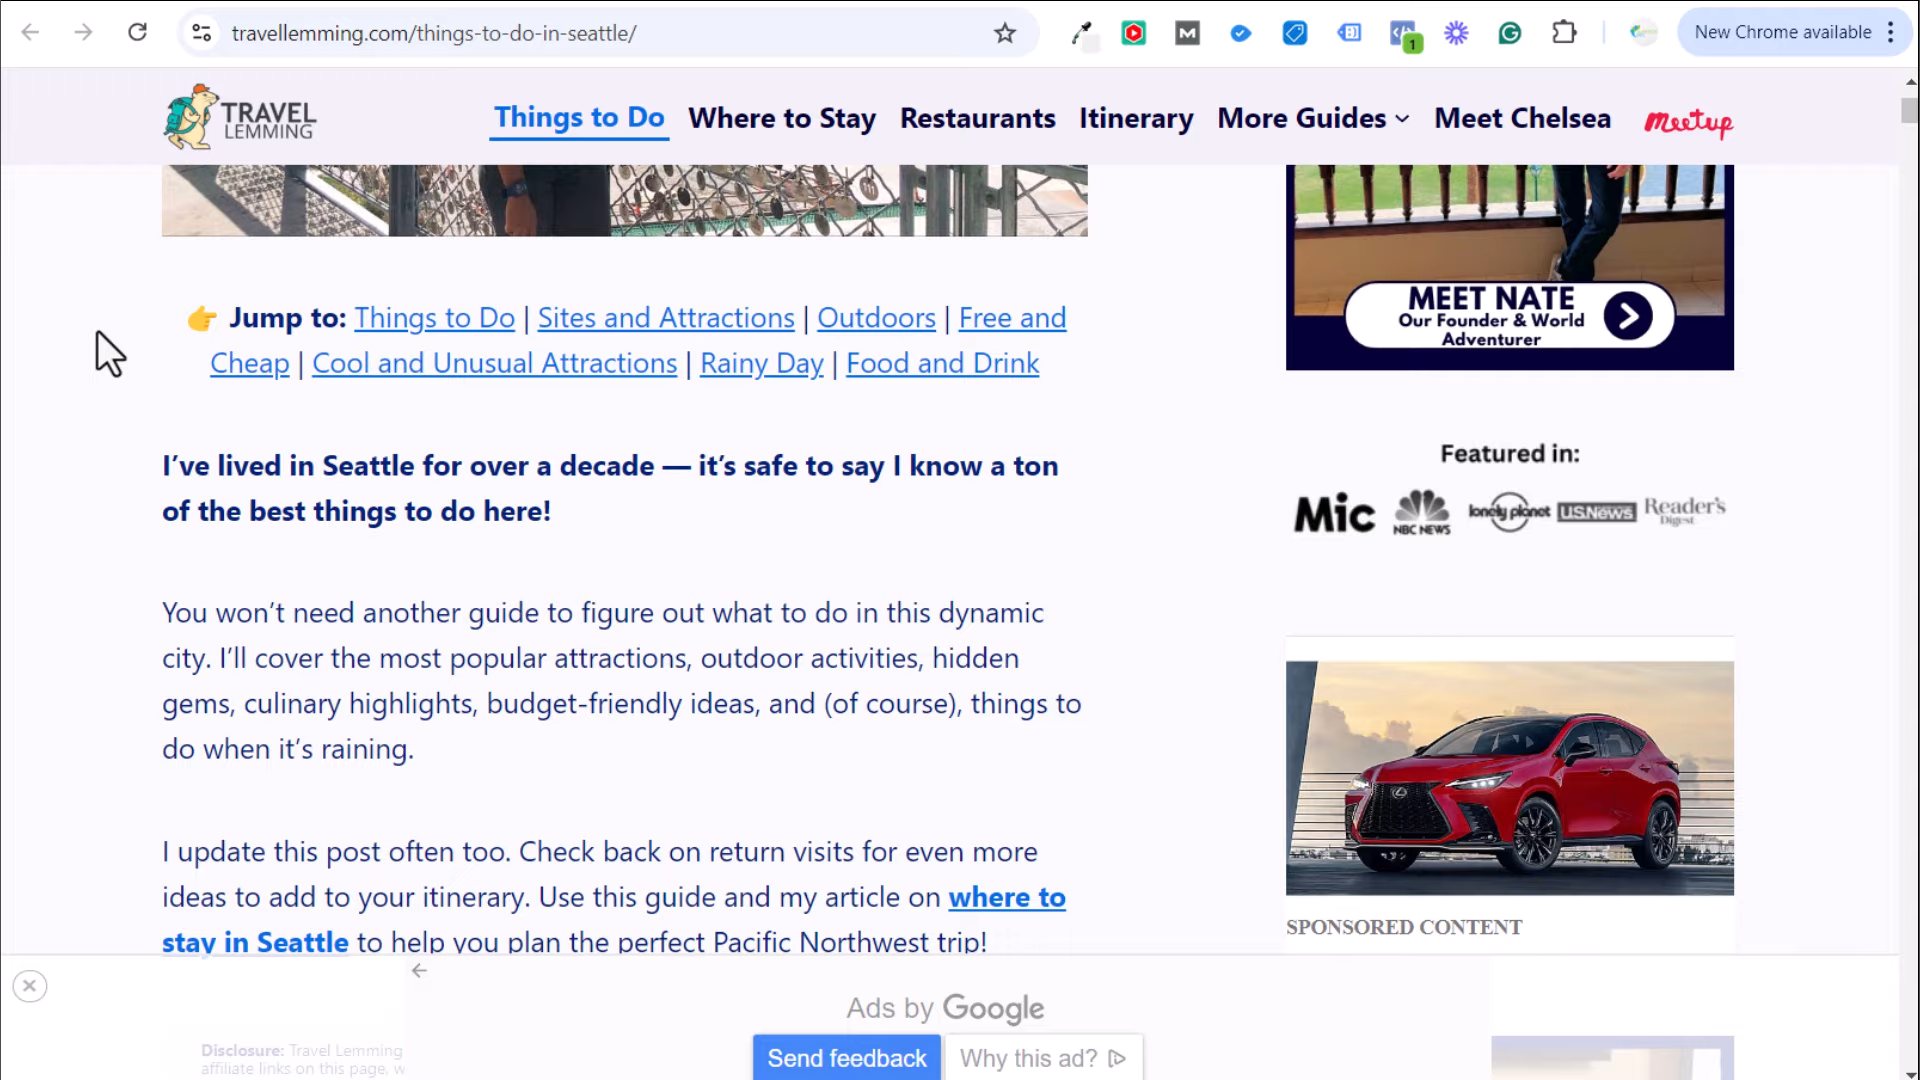 travellemming.com/things-to-do-in-seattle/
1
New Chrome available
TRAVEL
LEMMING
Things to Do
Where to Stay
Restaurants
Itinerary
More Guides
Meet Chelsea
meetup
MEET NATE
Our Founder & World
Adventurer
👉 Jump to: Things to Do | Sites and Attractions | Outdoors | Free and
Cheap | Cool and Unusual Attractions | Rainy Day | Food and Drink
I’ve lived in Seattle for over a decade — it’s safe to say I know a ton
of the best things to do here!
You won’t need another guide to figure out what to do in this dynamic
city. I’ll cover the most popular attractions, outdoor activities, hidden
gems, culinary highlights, budget-friendly ideas, and (of course), things to
do when it’s raining.
I update this post often too. Check back on return visits for even more
ideas to add to your itinerary. Use this guide and my article on where to
stay in Seattle to help you plan the perfect Pacific Northwest trip!
Featured in:
Mic
NBC NEWS
lonely planet
U.S.News
Reader's
Digest
SPONSORED CONTENT
Ads by Google
Send feedback
Why this ad?
Disclosure: Travel Lemming
affiliate links on this page, w